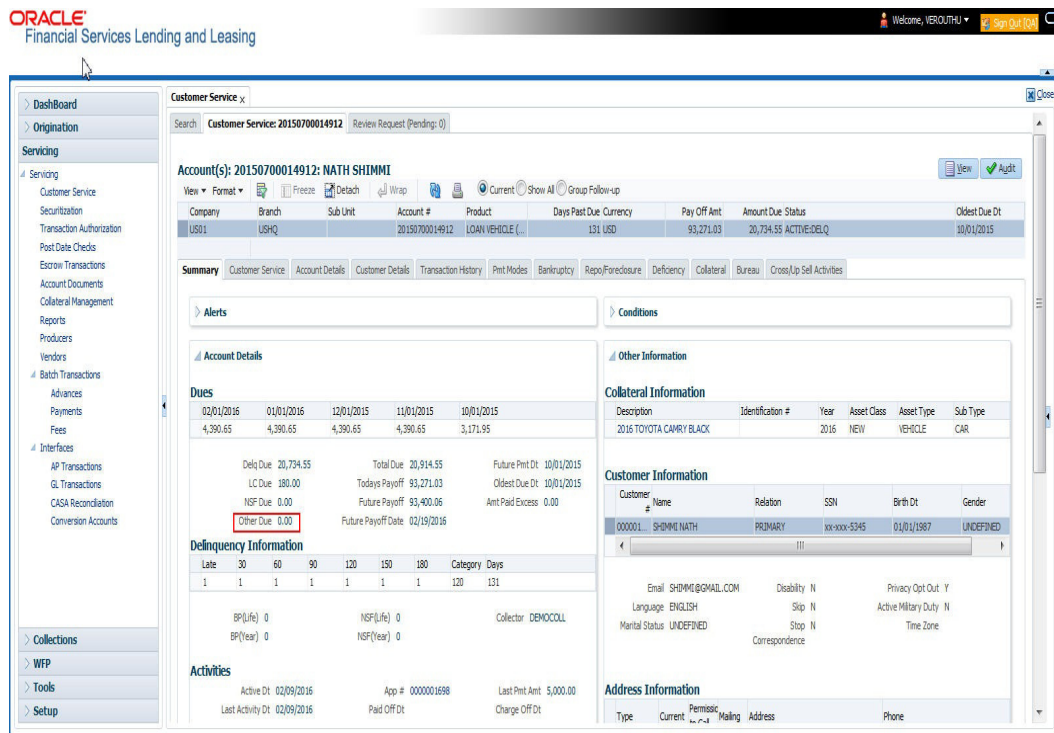 ORACLE
Financial Services Lending and Leasing
Welcome, VEROUTHU
Sign Out [QA]
DashBoard
Origination
Servicing
Servicing
Customer Service
Securitization
Transaction Authorization
Post Date Checks
Escrow Transactions
Account Documents
Collateral Management
Reports
Producers
Vendors
Batch Transactions
Advances
Payments
Fees
Interfaces
AP Transactions
GL Transactions
CASA Reconciliation
Conversion Accounts
Collections
WFP
Tools
Setup
Customer Service X
Close
Search Customer Service: 20150700014912 Review Request (Pending: 0)
Account(s): 20150700014912: NATH SHIMMI
View Audit
View Format Freeze Detach Wrap Current Show All Group Follow-up
Company Branch Sub Unit Account # Product Days Past Due Currency Pay Off Amt Amount Due Status Oldest Due Dt
US01 USHQ 20150700014912 LOAN VEHICLE (... 131 USD 93,271.03 20,734.55 ACTIVE:DELQ 10/01/2015
Summary Customer Service Account Details Customer Details Transaction History Pmt Modes Bankruptcy Repo/Foreclosure Deficiency Collateral Bureau Cross/Up Sell Activities
Alerts
Account Details
Dues
02/01/2016 01/01/2016 12/01/2015 11/01/2015 10/01/2015
4,390.65 4,390.65 4,390.65 4,390.65 3,171.95
Delq Due 20,734.55 Total Due 20,914.55 Future Pmt Dt 10/01/2015
LC Due 180.00 Todays Payoff 93,271.03 Oldest Due Dt 10/01/2015
NSF Due 0.00 Future Payoff 93,400.06 Amt Paid Excess 0.00
Other Due 0.00 Future Payoff Date 02/19/2016
Delinquency Information
Late 30 60 90 120 150 180 Category Days
1 1 1 1 1 1 1 120 131
BP(Life) 0 NSF(Life) 0 Collector DEMOCOLL
BP(Year) 0 NSF(Year) 0
Activities
Active Dt 02/09/2016 App # 0000001698 Last Pmt Amt 5,000.00
Last Activity Dt 02/09/2016 Paid Off Dt Charge Off Dt
Conditions
Other Information
Collateral Information
Description Identification # Year Asset Class Asset Type Sub Type
2016 TOYOTA CAMRY BLACK 2016 NEW VEHICLE CAR
Customer Information
Customer # Name Relation SSN Birth Dt Gender
000001... SHIMMI NATH PRIMARY xx-xxx-5345 01/01/1987 UNDEFINED
Email SHIMMI@GMAIL.COM Disability N Privacy Opt Out Y
Language ENGLISH Skip N Active Military Duty N
Marital Status UNDEFINED Stop Correspondence N Time Zone
Address Information
Type Current Mailing Address Phone